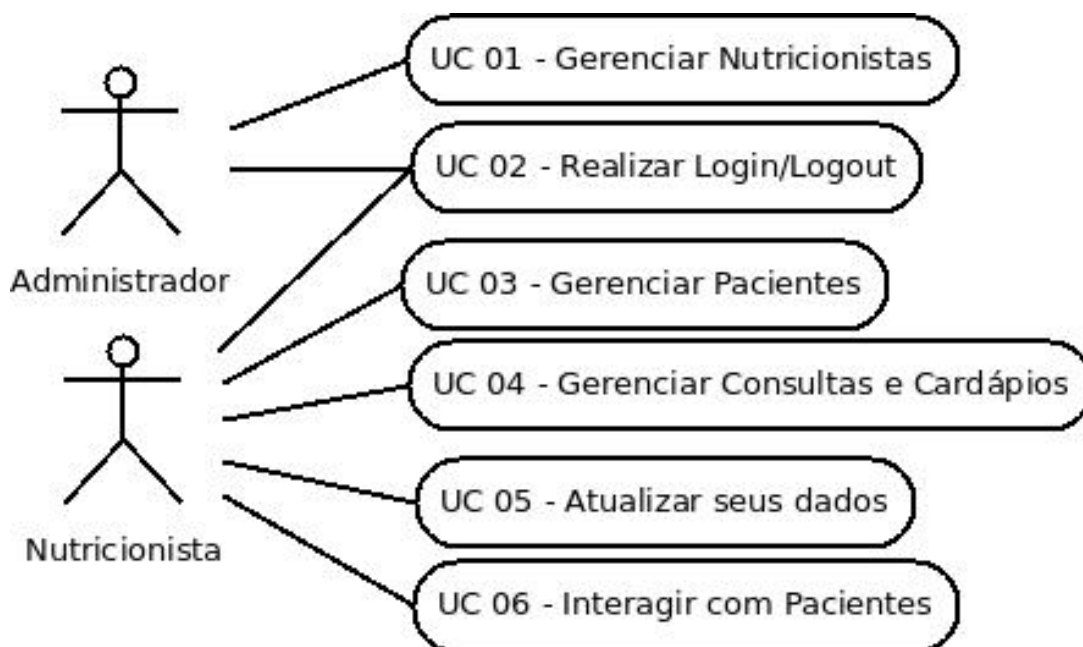 UC 01 - Gerenciar Nutricionistas
UC 02 - Realizar Login/Logout
Administrador
UC 03 - Gerenciar Pacientes
UC 04 - Gerenciar Consultas e Cardápios
UC 05 - Atualizar seus dados
Nutricionista
UC 06 - Interagir com Pacientes